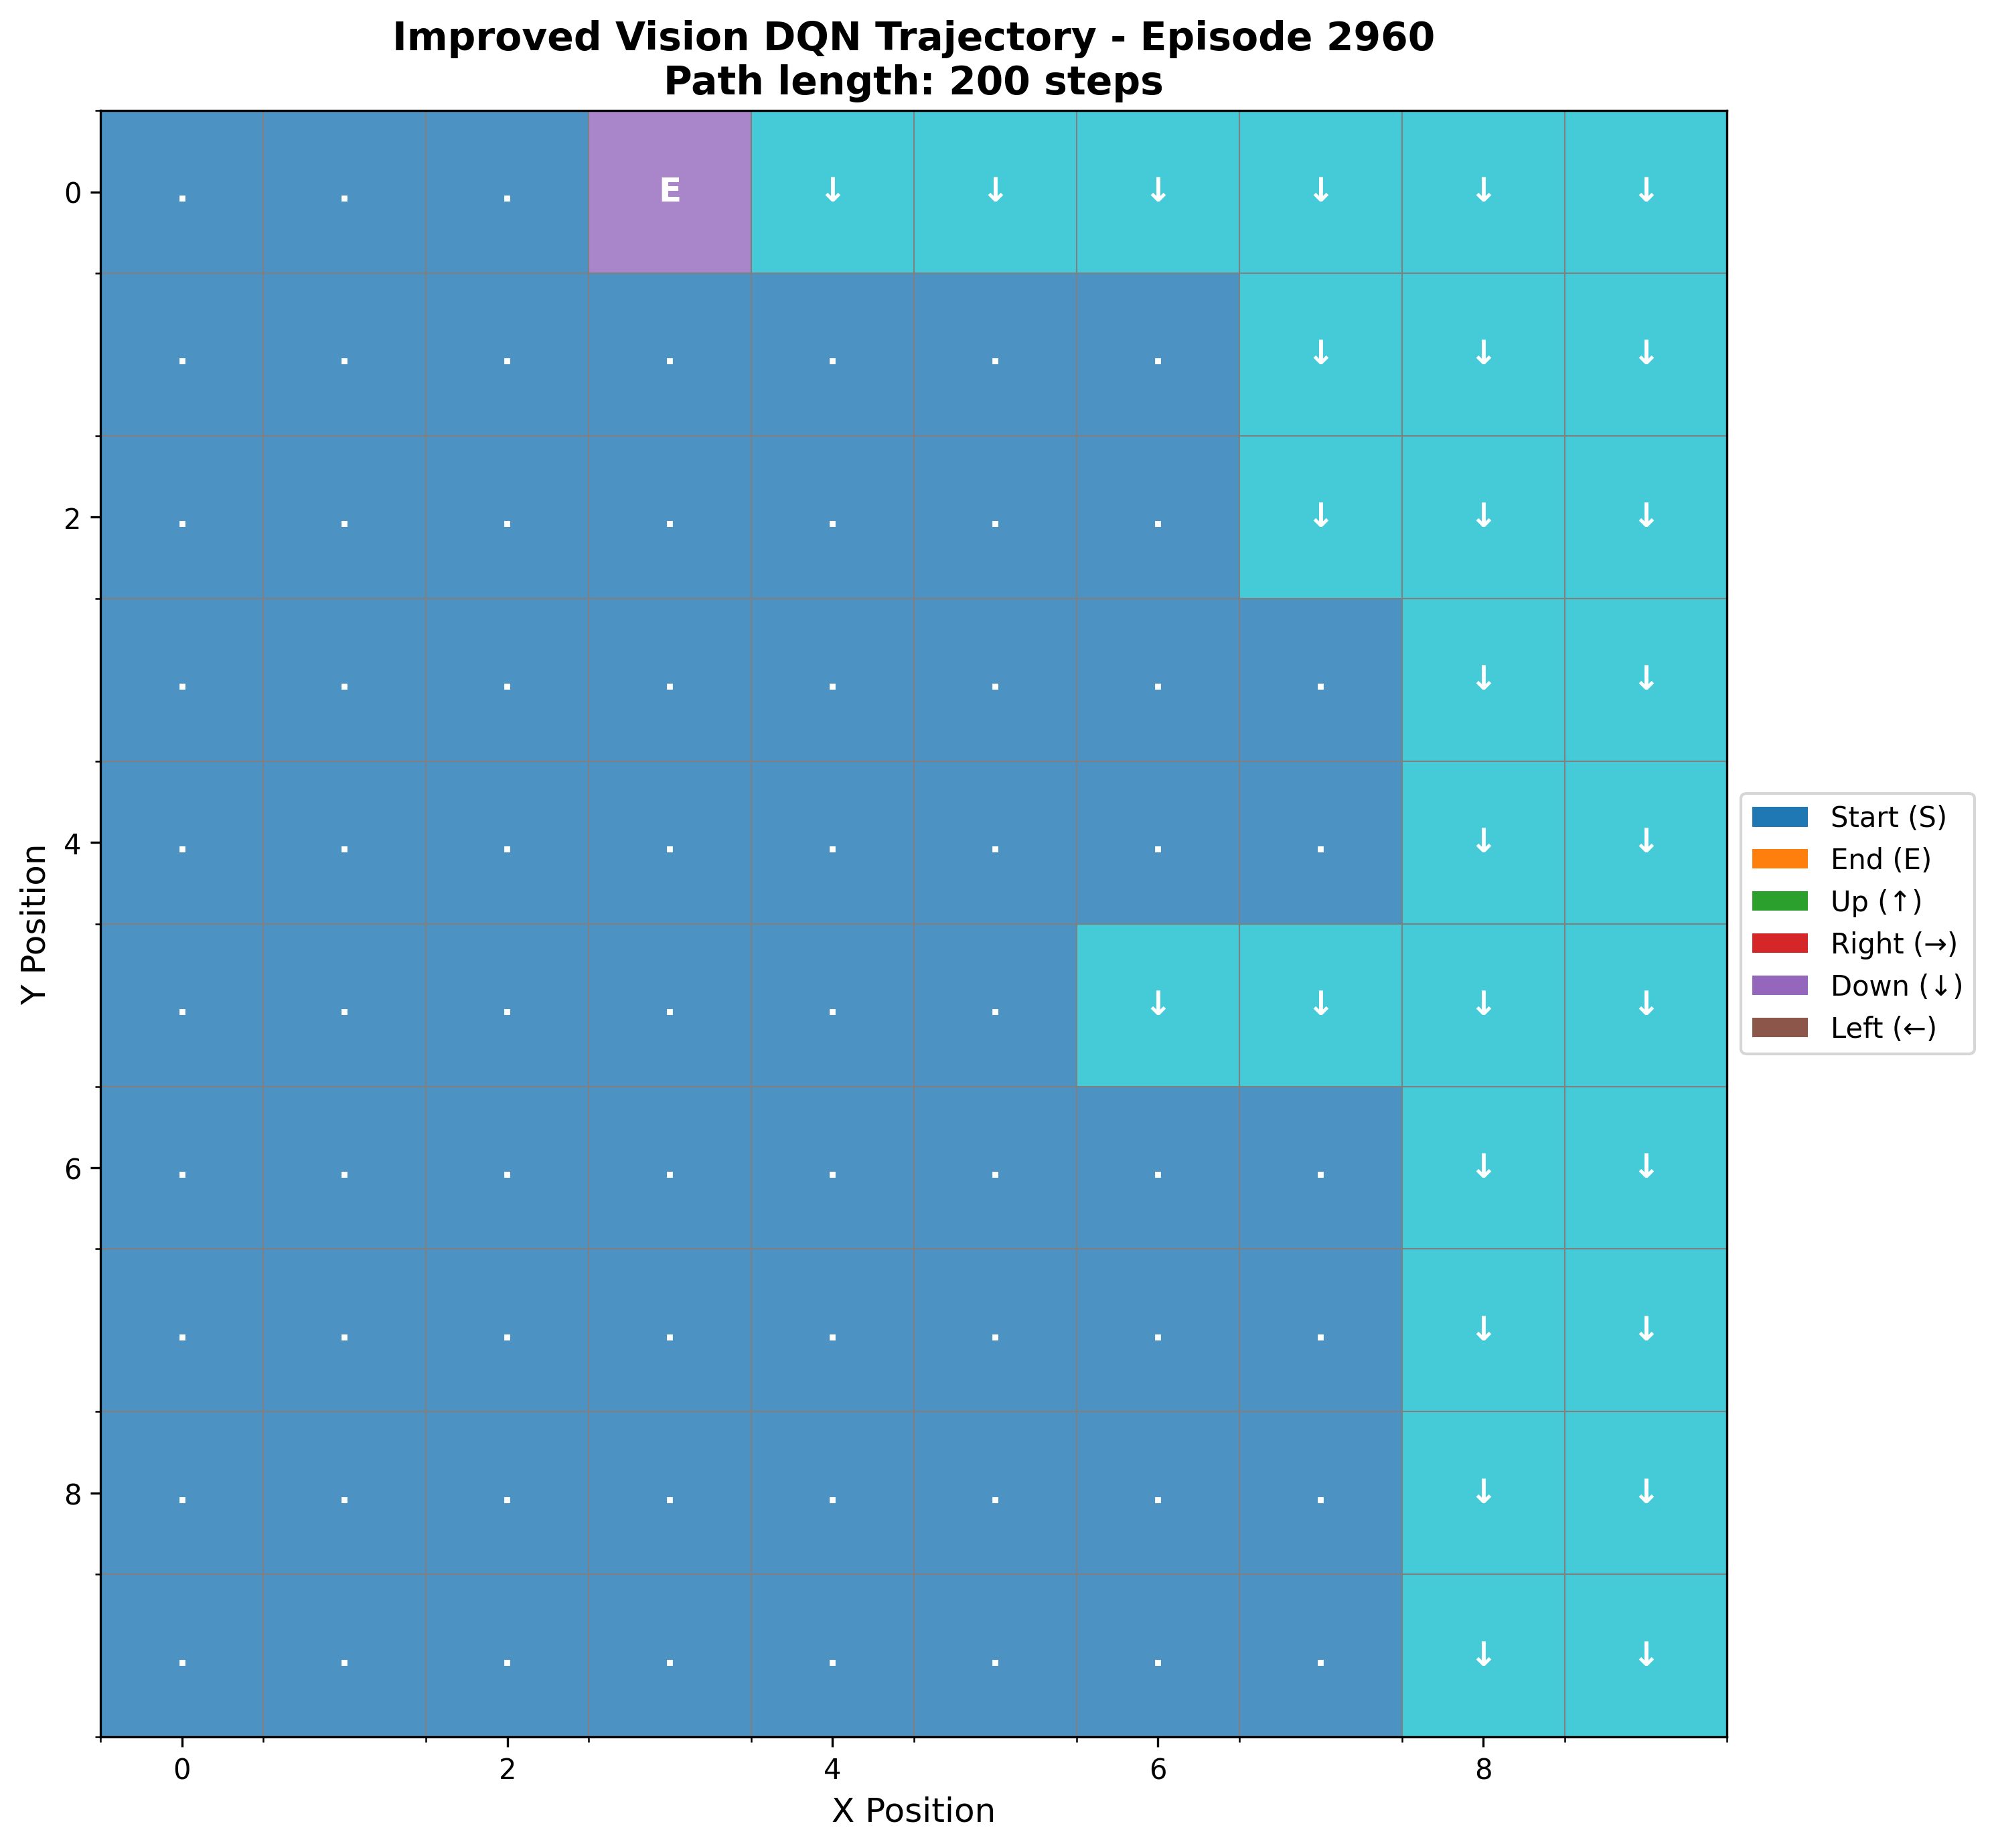 Improved Vision DQN Trajectory - Episode 2960
Path length: 200 steps
0 . . . E ↓ ↓ ↓ ↓ ↓ ↓
. . . . . . . ↓ ↓ ↓
2 . . . . . . . ↓ ↓ ↓
. . . . . . . . ↓ ↓
4 . . . . . . . . ↓ ↓
. . . . . . ↓ ↓ ↓ ↓
6 . . . . . . . . ↓ ↓
. . . . . . . . ↓ ↓
8 . . . . . . . . ↓ ↓
. . . . . . . . ↓ ↓
0 2 4 6 8
X Position
Y Position
Start (S)
End (E)
Up (↑)
Right (→)
Down (↓)
Left (←)